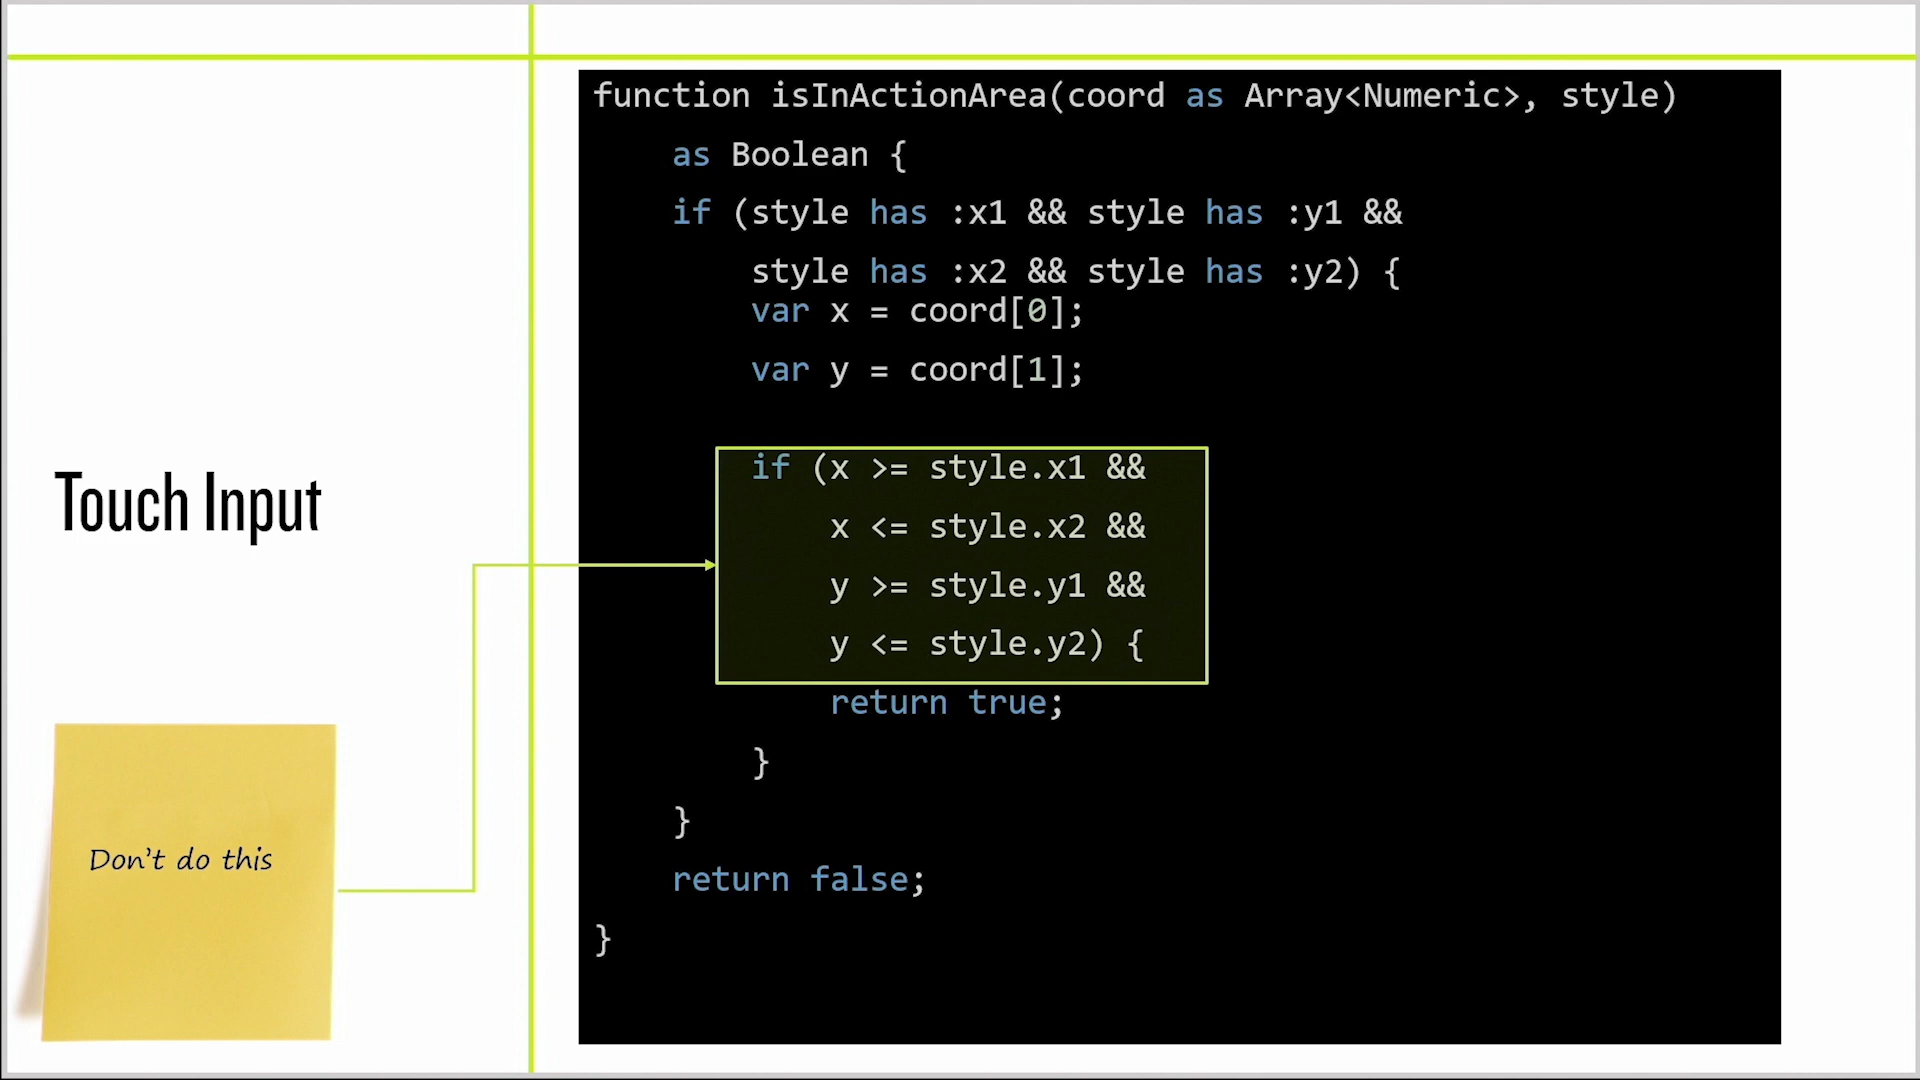 Touch Input
Don't do this
function isInActionArea(coord as Array<Numeric>, style)
as Boolean {
if (style has :x1 && style has :y1 &&
style has :x2 && style has :y2) {
var x = coord[0];
var y = coord[1];
if (x >= style.x1 &&
x <= style.x2 &&
y >= style.y1 &&
y <= style.y2) {
return true;
}
}
return false;
}